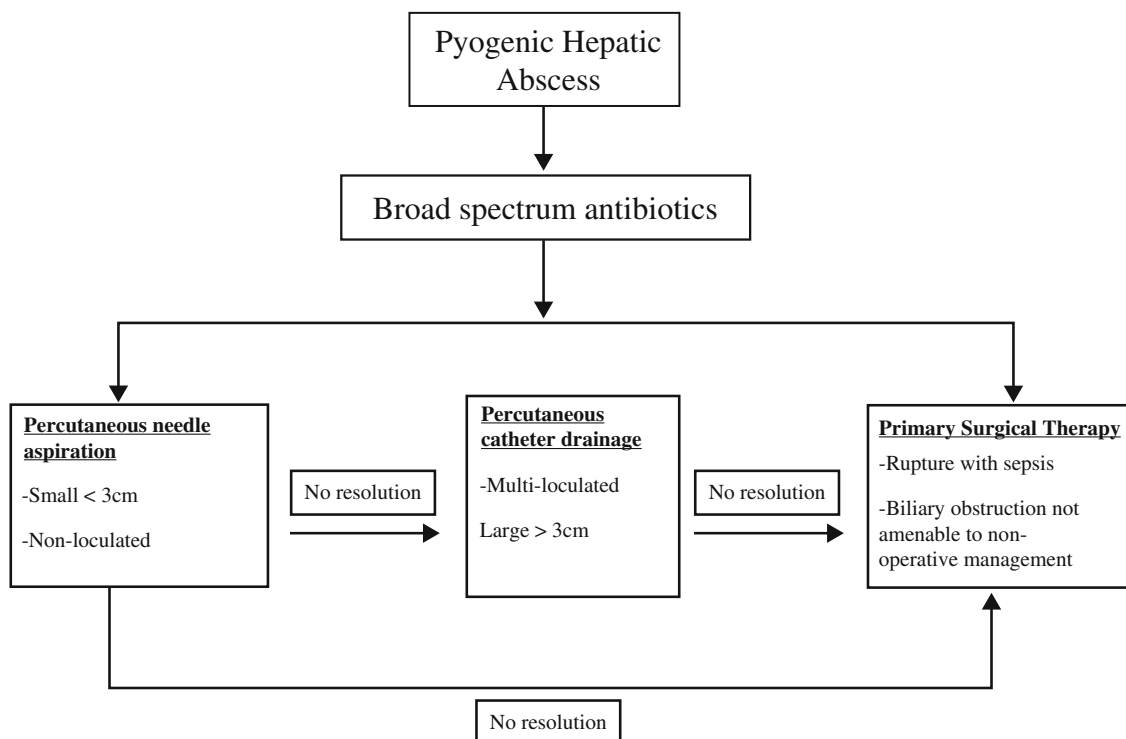 Pyogenic Hepatic
Abscess
Broad spectrum antibiotics
Percutaneous needle
aspiration
-Small < 3cm
-Non-loculated
No resolution
Percutaneous
catheter drainage
-Multi-loculated
Large > 3cm
No resolution
Primary Surgical Therapy
-Rupture with sepsis
-Biliary obstruction not
amenable to non-
operative management
No resolution